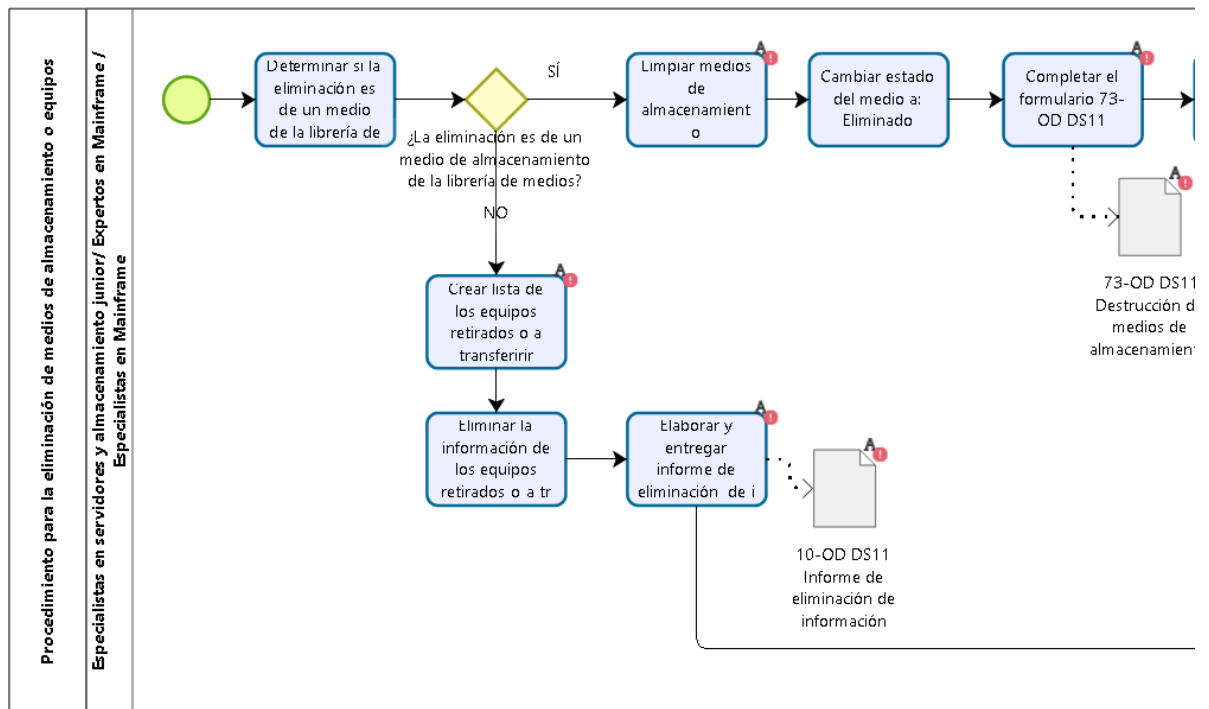 Procedimiento para la eliminación de medios de almacenamiento o equipos
Especialistas en servidores y almacenamiento junior/ Expertos en Mainframe /
Especialistas en Mainframe
Determinar si la
eliminación es
de un medio
de la librería de
¿La eliminación es de un
medio de almacenamiento
de la librería de medios?
SÍ
Limpiar medios
de
almacenamient
o
Cambiar estado
del medio a:
Eliminado
Completar el
formulario 73-
OD DS11
73-OD DS11
Destrucción d
medios de
almacenamient
NO
Crear lista de
los equipos
retirados o a
transferirir
Eliminar la
información de
los equipos
retirados o a tr
Elaborar y
entregar
informe de
eliminación de i
10-OD DS11
Informe de
eliminación de
información